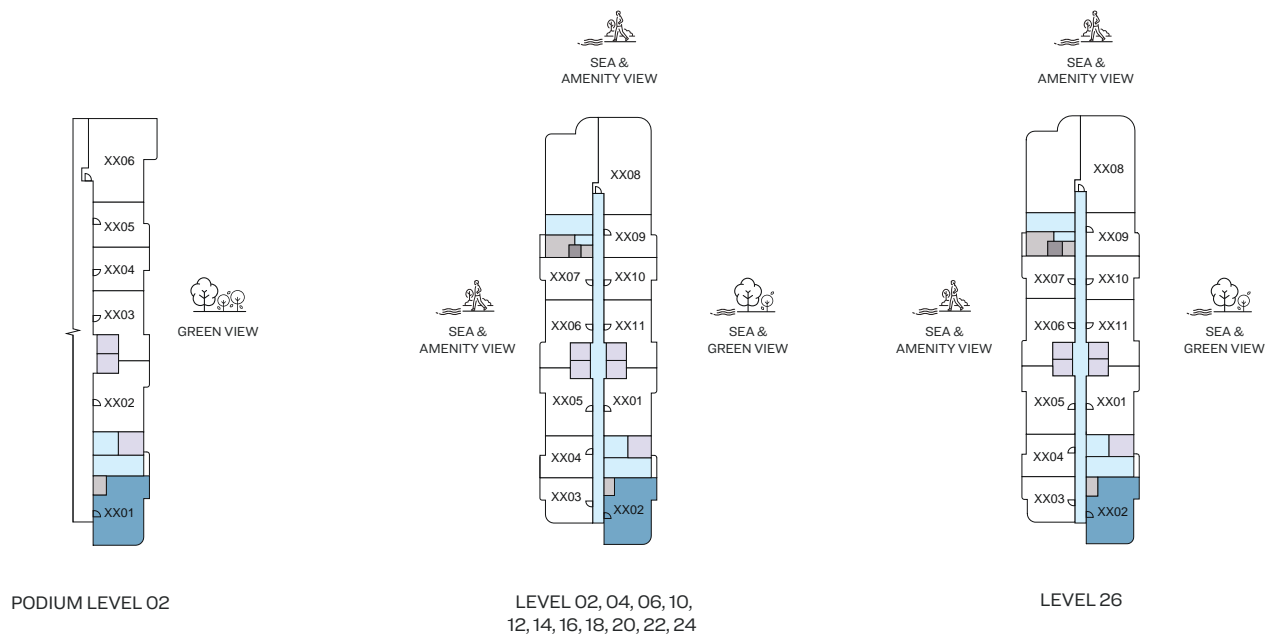 SEA &
AMENITY VIEW
SEA &
AMENITY VIEW
XX06
XX05
XX04
XX03
XX02
XX01
GREEN VIEW
PODIUM LEVEL 02
SEA &
AMENITY VIEW
XX08
XX09
XX07
XX10
XX06
XX11
XX05
XX01
XX04
XX03
XX02
SEA &
GREEN VIEW
LEVEL 02, 04, 06, 10,
12, 14, 16, 18, 20, 22, 24
SEA &
AMENITY VIEW
XX08
XX09
XX07
XX10
XX06
XX11
XX05
XX01
XX04
XX03
XX02
SEA &
GREEN VIEW
LEVEL 26